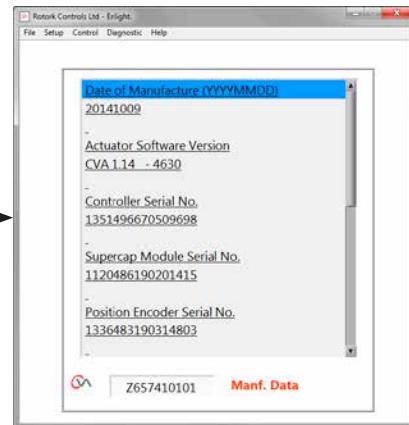 Rotork Controls Ltd - Enlight.
File Setup Control Diagnostic Help
Date of Manufacture (YYYYMMDD)
20141009
-
Actuator Software Version
CVA 1.14 - 4630
-
Controller Serial No.
1351496670509698
-
Supercap Module Serial No.
1120486190201415
-
Position Encoder Serial No.
1336483190314803
-
Z657410101 Manf. Data